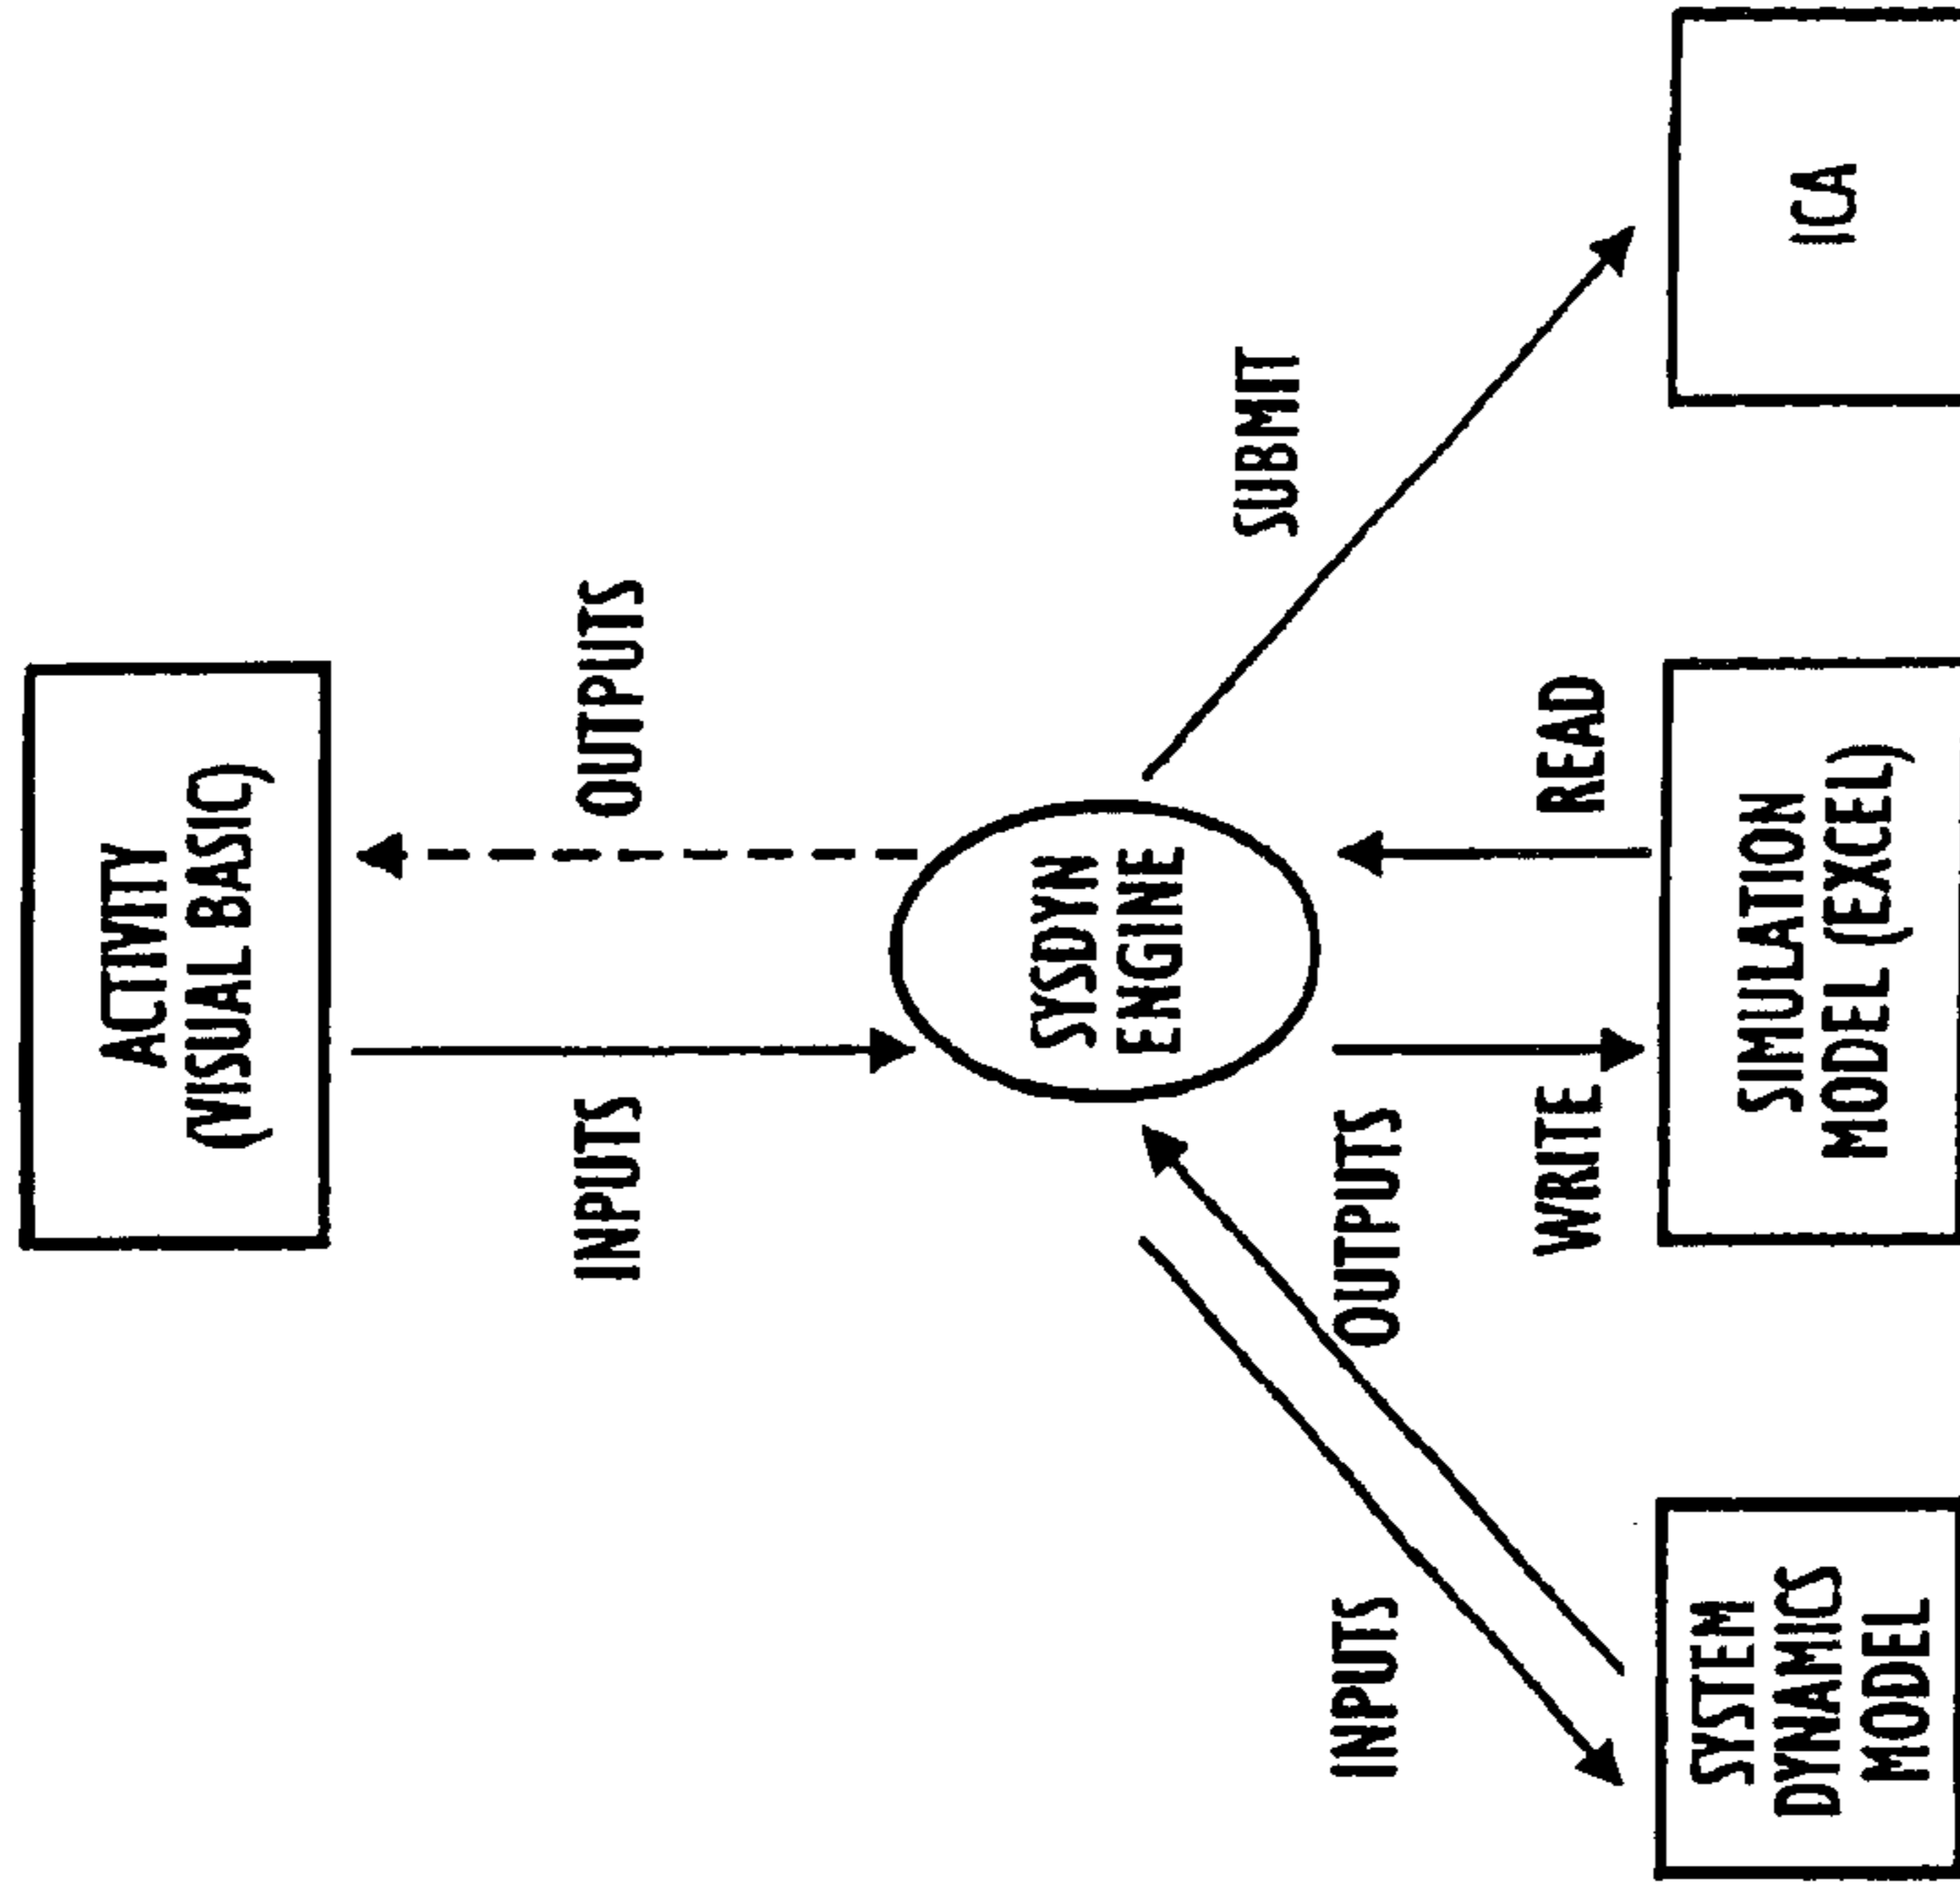 ACTIVITY
(VISUAL BASIC)
INPUTS
OUTPUTS
SYSDYN
ENGINE
INPUTS
OUTPUTS
SUBMIT
WRITE
READ
SYSTEM
DYNAMICS
MODEL
SIMULATION
MODEL (EXCEL)
ICA